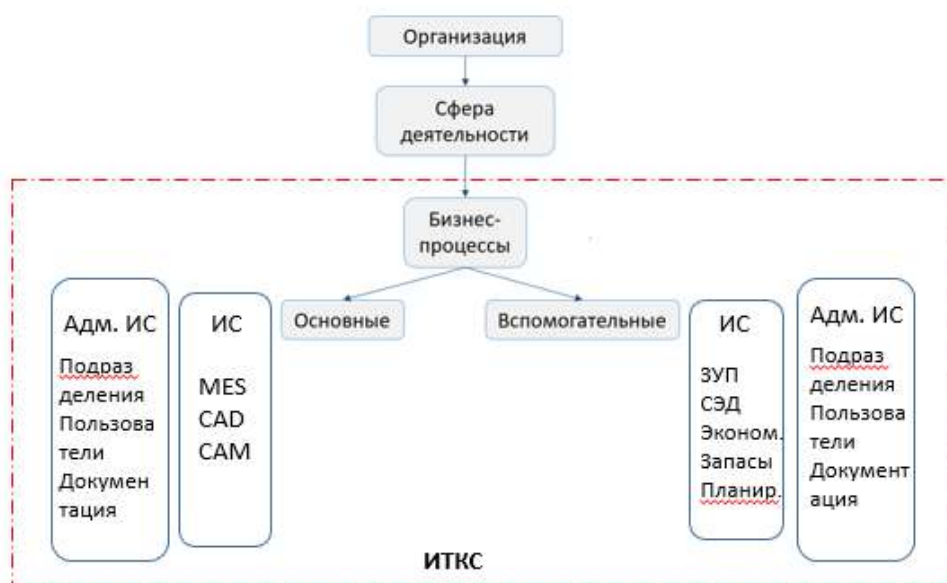 Организация
Сфера
деятельности
Бизнес-
процессы
Основные
Вспомогательные
Адм. ИС
Подраз
деления
Пользова
тели
Докумен
тация
ИС
MES
CAD
CAM
ИС
ЗУП
СЭД
Эконом.
Запасы
Планир.
Адм. ИС
Подраз
деления
Пользова
тели
Документ
ация
ИТКС